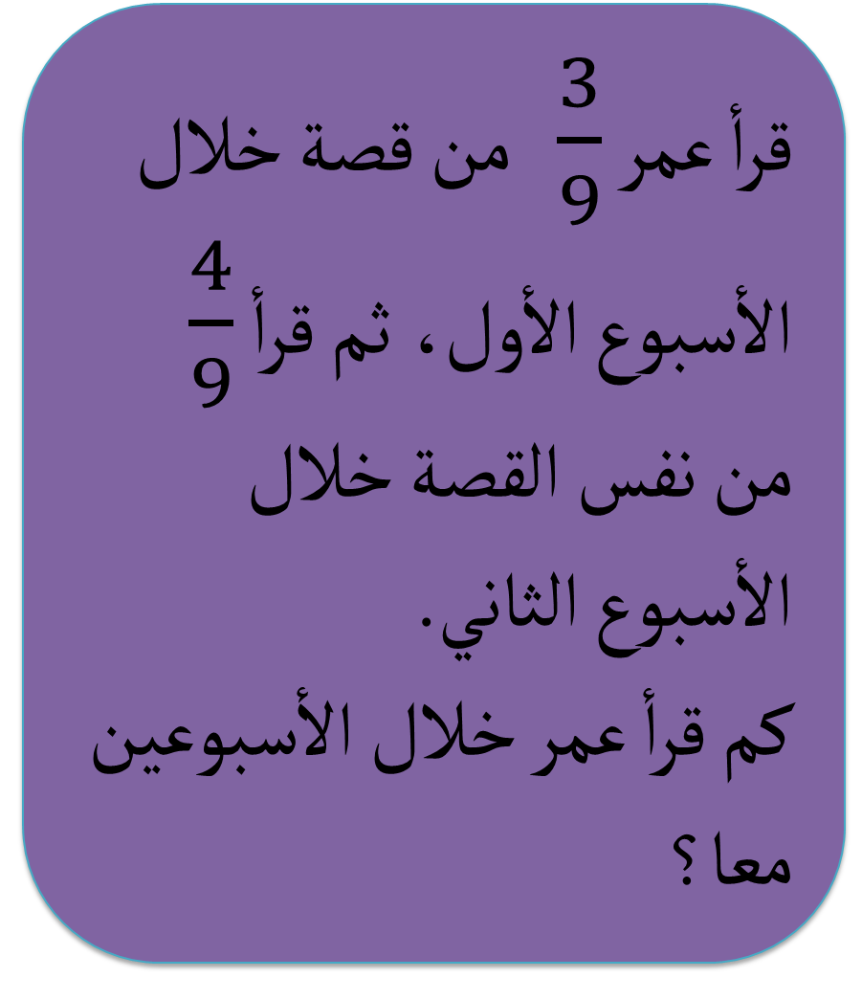 قرأ عمر 3/9 من قصة خلال
الأسبوع الأول، ثم قرأ 4/9
من نفس القصة خلال
الأسبوع الثاني.
كم قرأ عمر خلال الأسبوعين
معا؟